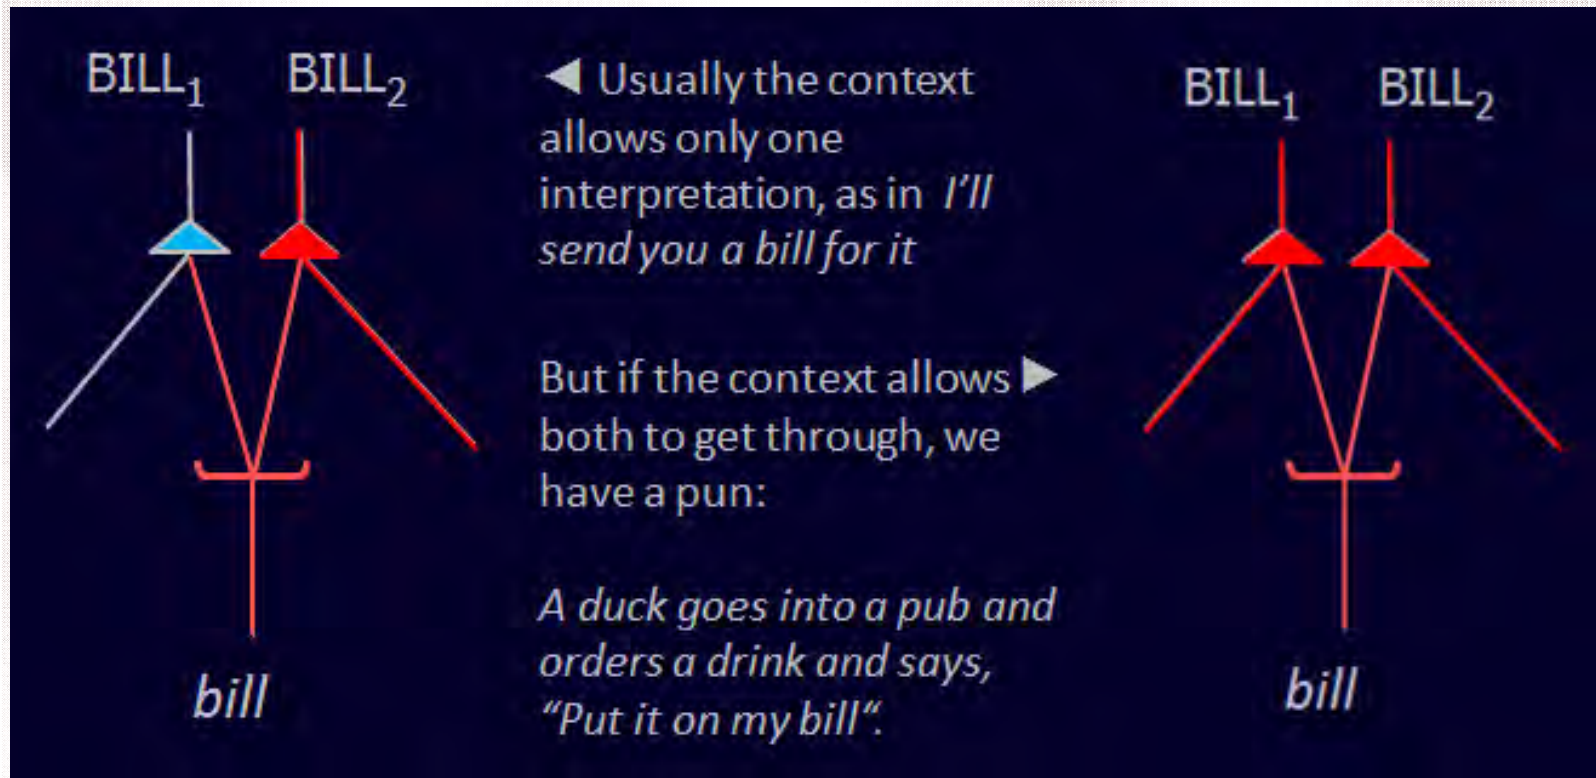 BILL₁ BILL₂
◀ Usually the context
allows only one
interpretation, as in I'll
send you a bill for it
But if the context allows ▶
both to get through, we
have a pun:
A duck goes into a pub and
orders a drink and says,
“Put it on my bill“.
bill
BILL₁ BILL₂
bill